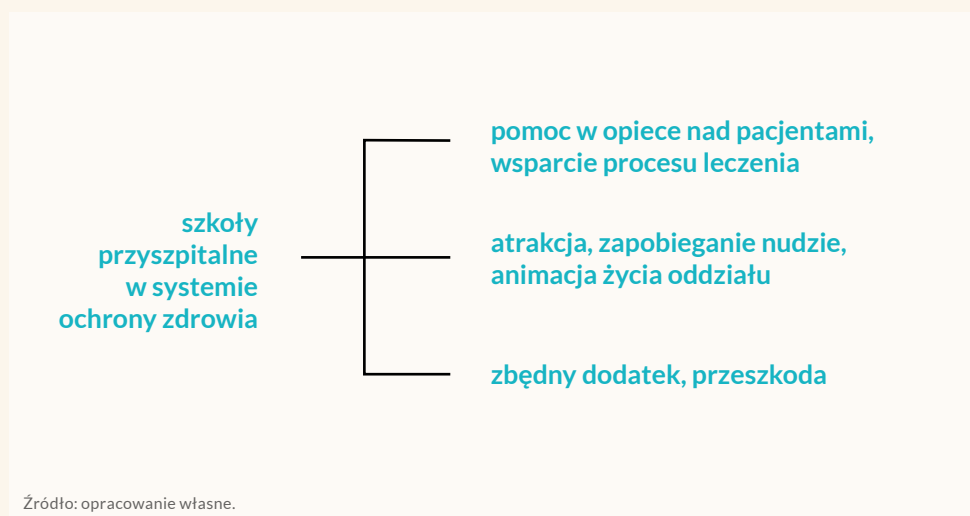 szkoły
przyszpitalne
w systemie
ochrony zdrowia
pomoc w opiece nad pacjentami,
wsparcie procesu leczenia
atrakcja, zapobieganie nudzie,
animacja życia oddziału
zbędny dodatek, przeszkoda
Źródło: opracowanie własne.